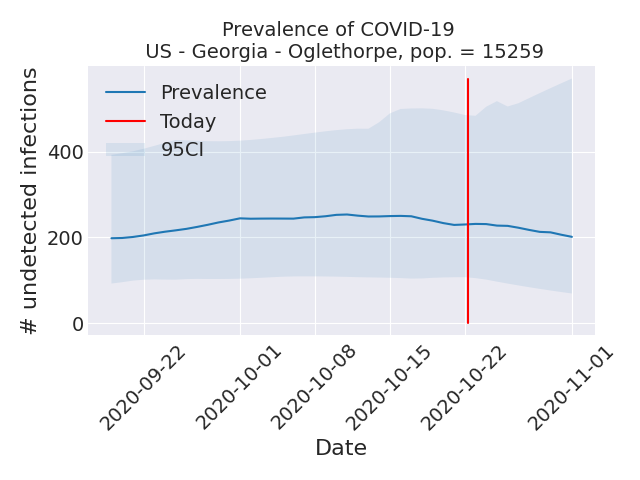 Prevalence of COVID-19
US - Georgia - Oglethorpe, pop. = 15259
# undetected infections
400
200
0
Prevalence
Today
95CI
2020-09-22
2020-10-01
2020-10-08
2020-10-15
2020-10-22
2020-11-01
Date